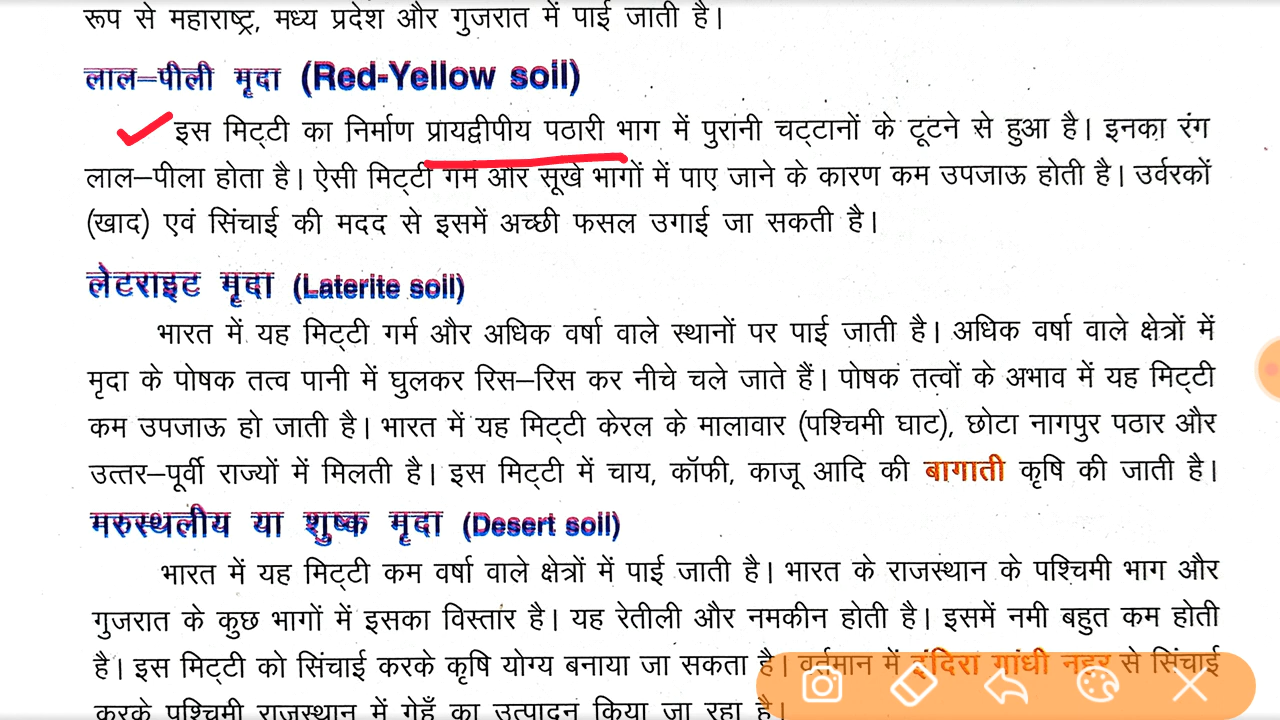 रूप से महाराष्ट्र, मध्य प्रदेश और गुजरात में पाई जाती है।
लाल–पीली मृदा (Red-Yellow soil)
इस मिट्टी का निर्माण प्रायद्वीपीय पठारी भाग में पुरानी चट्टानों के टूटने से हुआ है। इनका रंग
लाल–पीला होता है। ऐसी मिट्टी गर्म और सूखे भागों में पाए जाने के कारण कम उपजाऊ होती है। उर्वरकों
(खाद) एवं सिंचाई की मदद से इसमें अच्छी फसल उगाई जा सकती है।
लेटराइट मृदा (Laterite soil)
भारत में यह मिट्टी गर्म और अधिक वर्षा वाले स्थानों पर पाई जाती है। अधिक वर्षा वाले क्षेत्रों में
मृदा के पोषक तत्व पानी में घुलकर रिस–रिस कर नीचे चले जाते हैं। पोषक तत्वों के अभाव में यह मिट्टी
कम उपजाऊ हो जाती है। भारत में यह मिट्टी केरल के मालावार (पश्चिमी घाट), छोटा नागपुर पठार और
उत्तर–पूर्वी राज्यों में मिलती है। इस मिट्टी में चाय, कॉफी, काजू आदि की बागाती कृषि की जाती है।
मरुस्थलीय या शुष्क मृदा (Desert soil)
भारत में यह मिट्टी कम वर्षा वाले क्षेत्रों में पाई जाती है। भारत के राजस्थान के पश्चिमी भाग और
गुजरात के कुछ भागों में इसका विस्तार है। यह रेतीली और नमकीन होती है। इसमें नमी बहुत कम होती
है। इस मिट्टी को सिंचाई करके कृषि योग्य बनाया जा सकता है। वर्तमान में इंदिरा गांधी नहर से सिंचाई
करके पश्चिमी राजस्थान में गेहूँ का उत्पादन किया जा रहा है।